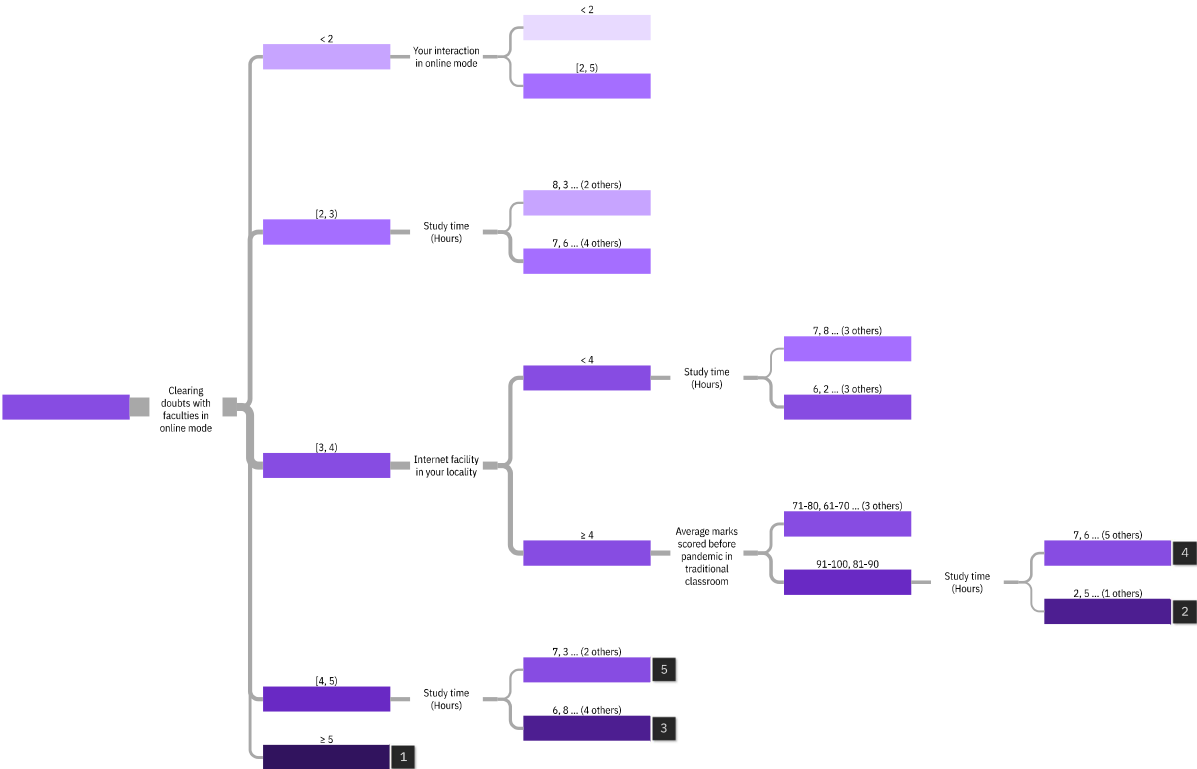 < 2
< 2
Your interaction
in online mode
[2, 5)
8, 3 ... (2 others)
[2, 3)
Study time
(Hours)
7, 6 ... (4 others)
7, 8 ... (3 others)
< 4
Study time
(Hours)
6, 2 ... (3 others)
Clearing
doubts with
faculties in
online mode
[3, 4)
Internet facility
in your locality
71-80, 61-70 ... (3 others)
≥ 4
Average marks
scored before
pandemic in
traditional
classroom
91-100, 81-90
7, 6 ... (5 others)
4
Study time
(Hours)
2, 5 ... (1 others)
2
7, 3 ... (2 others)
5
[4, 5)
Study time
(Hours)
6, 8 ... (4 others)
3
≥ 5
1